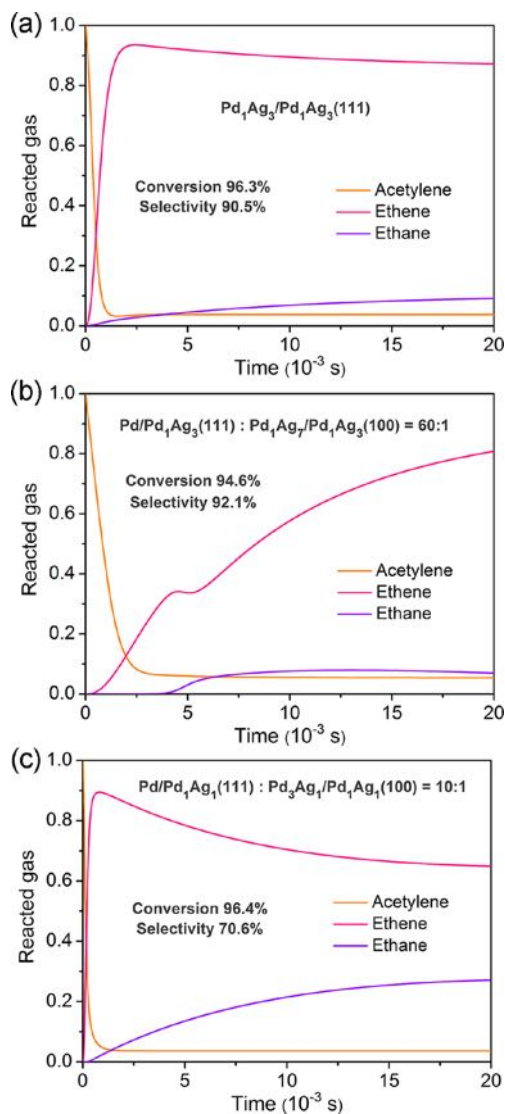 (a)
1.0
0.8
0.6
0.4
0.2
0.0
Reacted gas
Pd₁Ag₃/Pd₁Ag₃(111)
Conversion 96.3%
Selectivity 90.5%
Acetylene
Ethene
Ethane
0 5 10 15 20
Time (10⁻³ s)
(b)
1.0
0.8
0.6
0.4
0.2
0.0
Reacted gas
Pd/Pd₁Ag₃(111) : Pd₁Ag₇/Pd₁Ag₃(100) = 60:1
Conversion 94.6%
Selectivity 92.1%
Acetylene
Ethene
Ethane
0 5 10 15 20
Time (10⁻³ s)
(c)
1.0
0.8
0.6
0.4
0.2
0.0
Reacted gas
Pd/Pd₁Ag₁(111) : Pd₃Ag₁/Pd₁Ag₁(100) = 10:1
Conversion 96.4%
Selectivity 70.6%
Acetylene
Ethene
Ethane
0 5 10 15 20
Time (10⁻³ s)